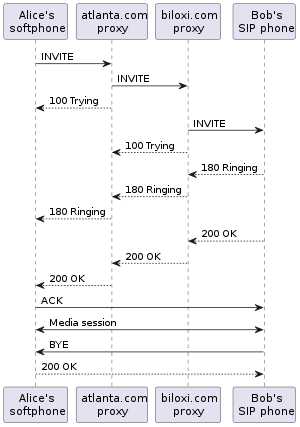 Alice's
softphone
atlanta.com
proxy
biloxi.com
proxy
Bob's
SIP phone
INVITE
INVITE
100 Trying
INVITE
100 Trying
180 Ringing
180 Ringing
180 Ringing
200 OK
200 OK
200 OK
ACK
Media session
BYE
200 OK
Alice's
softphone
atlanta.com
proxy
biloxi.com
proxy
Bob's
SIP phone